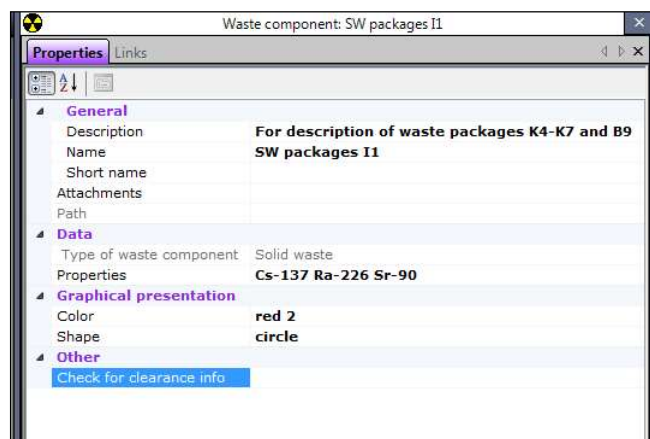 Waste component: SW packages I1
Properties Links
General
Description For description of waste packages K4-K7 and B9
Name SW packages I1
Short name
Attachments
Path
Data
Type of waste component Solid waste
Properties Cs-137 Ra-226 Sr-90
Graphical presentation
Color red 2
Shape circle
Other
Check for clearance info